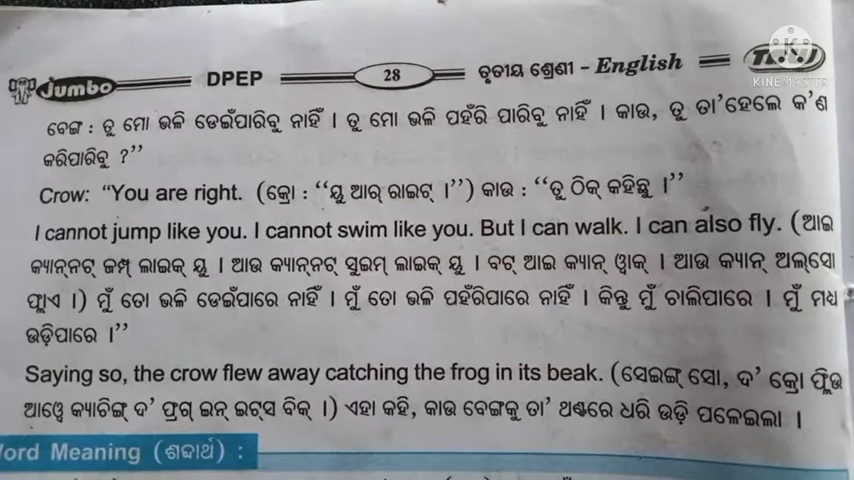 Jumbo DPEP 28 ତୃତୀୟ ଶ୍ରେଣୀ – English
KINEMASTER
ବେଙ୍ଗ : ତୁ ମୋ ଭଳି ଡେଇଁପାରିବୁ ନାହିଁ । ତୁ ମୋ ଭଳି ପହଁରି ପାରିବୁ ନାହିଁ । କାଉ, ତୁ ତା’ହେଲେ କ’ଣ
କରିପାରିବୁ ?’’
Crow: “You are right. (କ୍ରୋ : ‘‘ୟୁ ଆର୍ ରାଇଟ୍ ।’’) କାଉ : ‘‘ତୁ ଠିକ୍ କହିଛୁ ।’’
I cannot jump like you. I cannot swim like you. But I can walk. I can also fly. (ଆଇ
କ୍ୟାନ୍‌ନଟ୍ ଜମ୍ପ୍ ଲାଇକ୍ ୟୁ । ଆଉ କ୍ୟାନ୍‌ନଟ୍ ସୁଇମ୍ ଲାଇକ୍ ୟୁ । ବଟ୍ ଆଇ କ୍ୟାନ୍ ୱାକ୍ । ଆଉ କ୍ୟାନ୍ ଅଲ୍‌ସୋ
ଫ୍ଲାଏ ।) ମୁଁ ତୋ ଭଳି ଡେଇଁପାରେ ନାହିଁ । ମୁଁ ତୋ ଭଳି ପହଁରିପାରେ ନାହିଁ । କିନ୍ତୁ ମୁଁ ଚାଲିପାରେ । ମୁଁ ମଧ
ଉଡ଼ିପାରେ ।’’
Saying so, the crow flew away catching the frog in its beak. (ସେଇଙ୍ଗ୍ ସୋ, ଦ’ କ୍ରୋ ଫ୍ଲିଉ
ଆୱେ କ୍ୟାଚିଙ୍ଗ୍ ଦ’ ଫ୍ରଗ୍ ଇନ୍ ଇଟ୍‌ସ ବିକ୍ ।) ଏହା କହି, କାଉ ବେଙ୍ଗକୁ ତା’ ଥଣ୍ଟରେ ଧରି ଉଡ଼ି ପଳେଇଲା ।
Word Meaning (ଶବ୍ଦାର୍ଥ) :